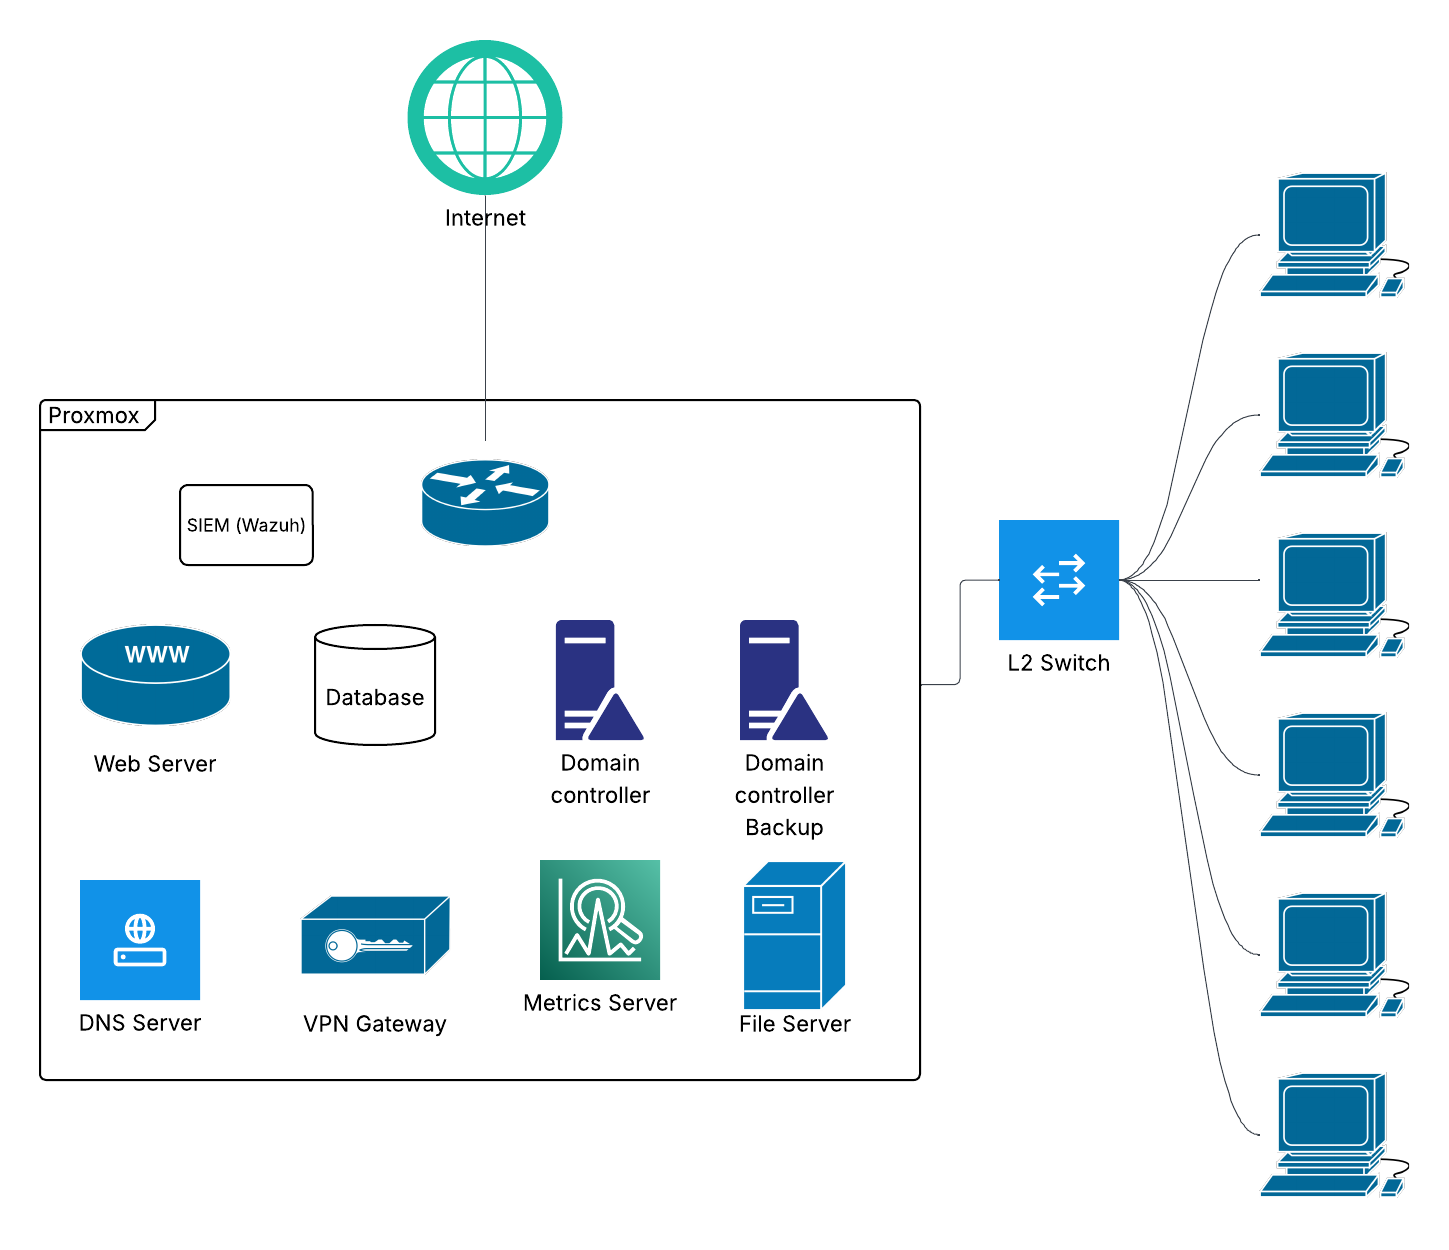 Internet
Proxmox
SIEM (Wazuh)
WWW
Web Server
Database
Domain
controller
Domain
controller
Backup
L2 Switch
DNS Server
VPN Gateway
Metrics Server
File Server